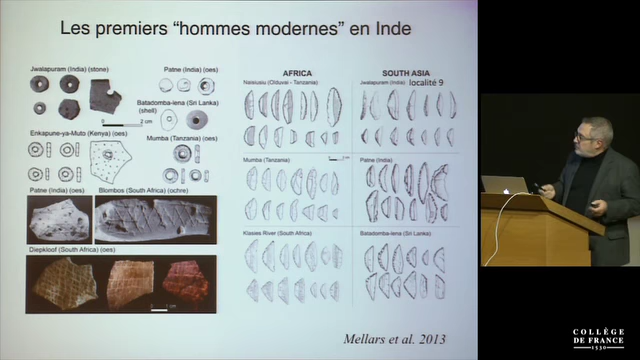 Les premiers “hommes modernes” en Inde
Jwalapuram (India) (stone)
Patne (India) (oes)
Batadomba-lena (Sri Lanka)
(shell)
2 cm
Enkapune-ya-Muto (Kenya) (oes)
Mumba (Tanzania) (oes)
Patne (India) (oes)
Blombos (South Africa) (ochre)
Diepkloof (South Africa) (oes)
AFRICA
SOUTH ASIA
Naisiusiu (Olduvai - Tanzania)
Jwalapuram (India) localité 9
Mumba (Tanzania)
Patne (India)
Klasies River (South Africa)
Batadomba-lena (Sri Lanka)
Mellars et al. 2013
COLLÈGE
DE FRANCE
1530